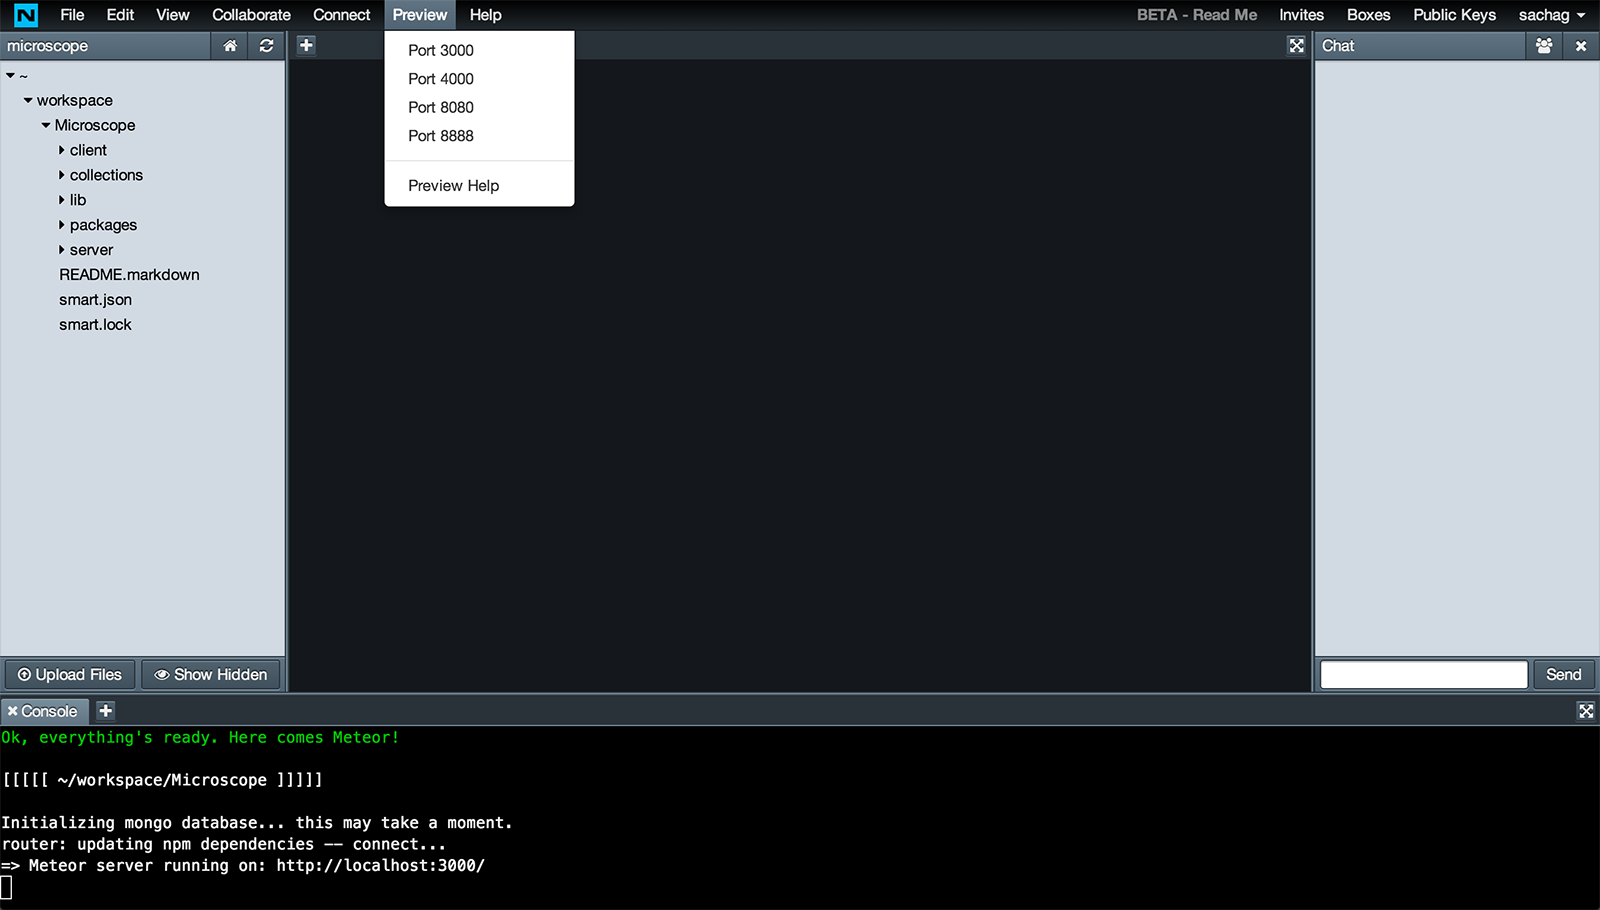 N File Edit View Collaborate Connect Preview Help BETA - Read Me Invites Boxes Public Keys sachag
microscope
Chat
Port 3000
Port 4000
Port 8080
Port 8888
Preview Help
~
workspace
Microscope
client
collections
lib
packages
server
README.markdown
smart.json
smart.lock
Upload Files Show Hidden
Send
Console
Ok, everything's ready. Here comes Meteor!
[[[[[ ~/workspace/Microscope ]]]]]
Initializing mongo database... this may take a moment.
router: updating npm dependencies -- connect...
=> Meteor server running on: http://localhost:3000/